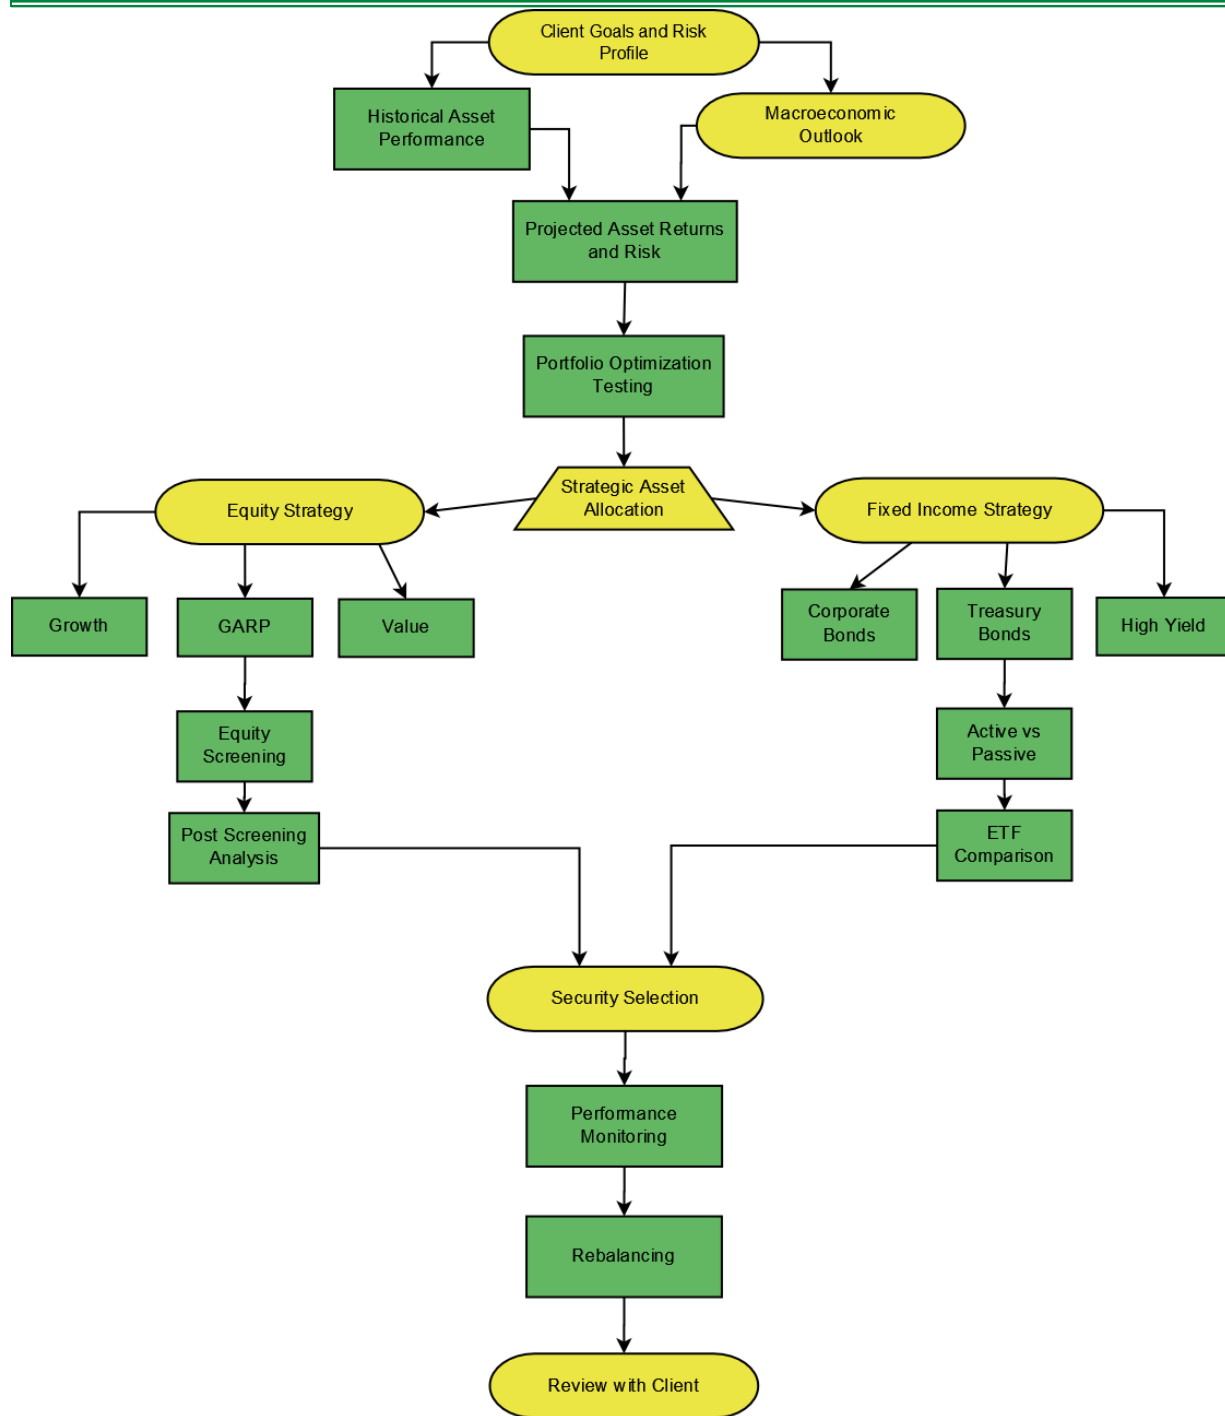 Client Goals and Risk
Profile
Historical Asset
Performance
Macroeconomic
Outlook
Projected Asset Returns
and Risk
Portfolio Optimization
Testing
Strategic Asset
Allocation
Equity Strategy
Fixed Income Strategy
Growth
GARP
Value
Corporate
Bonds
Treasury
Bonds
High Yield
Equity
Screening
Active vs
Passive
Post Screening
Analysis
ETF
Comparison
Security Selection
Performance
Monitoring
Rebalancing
Review with Client